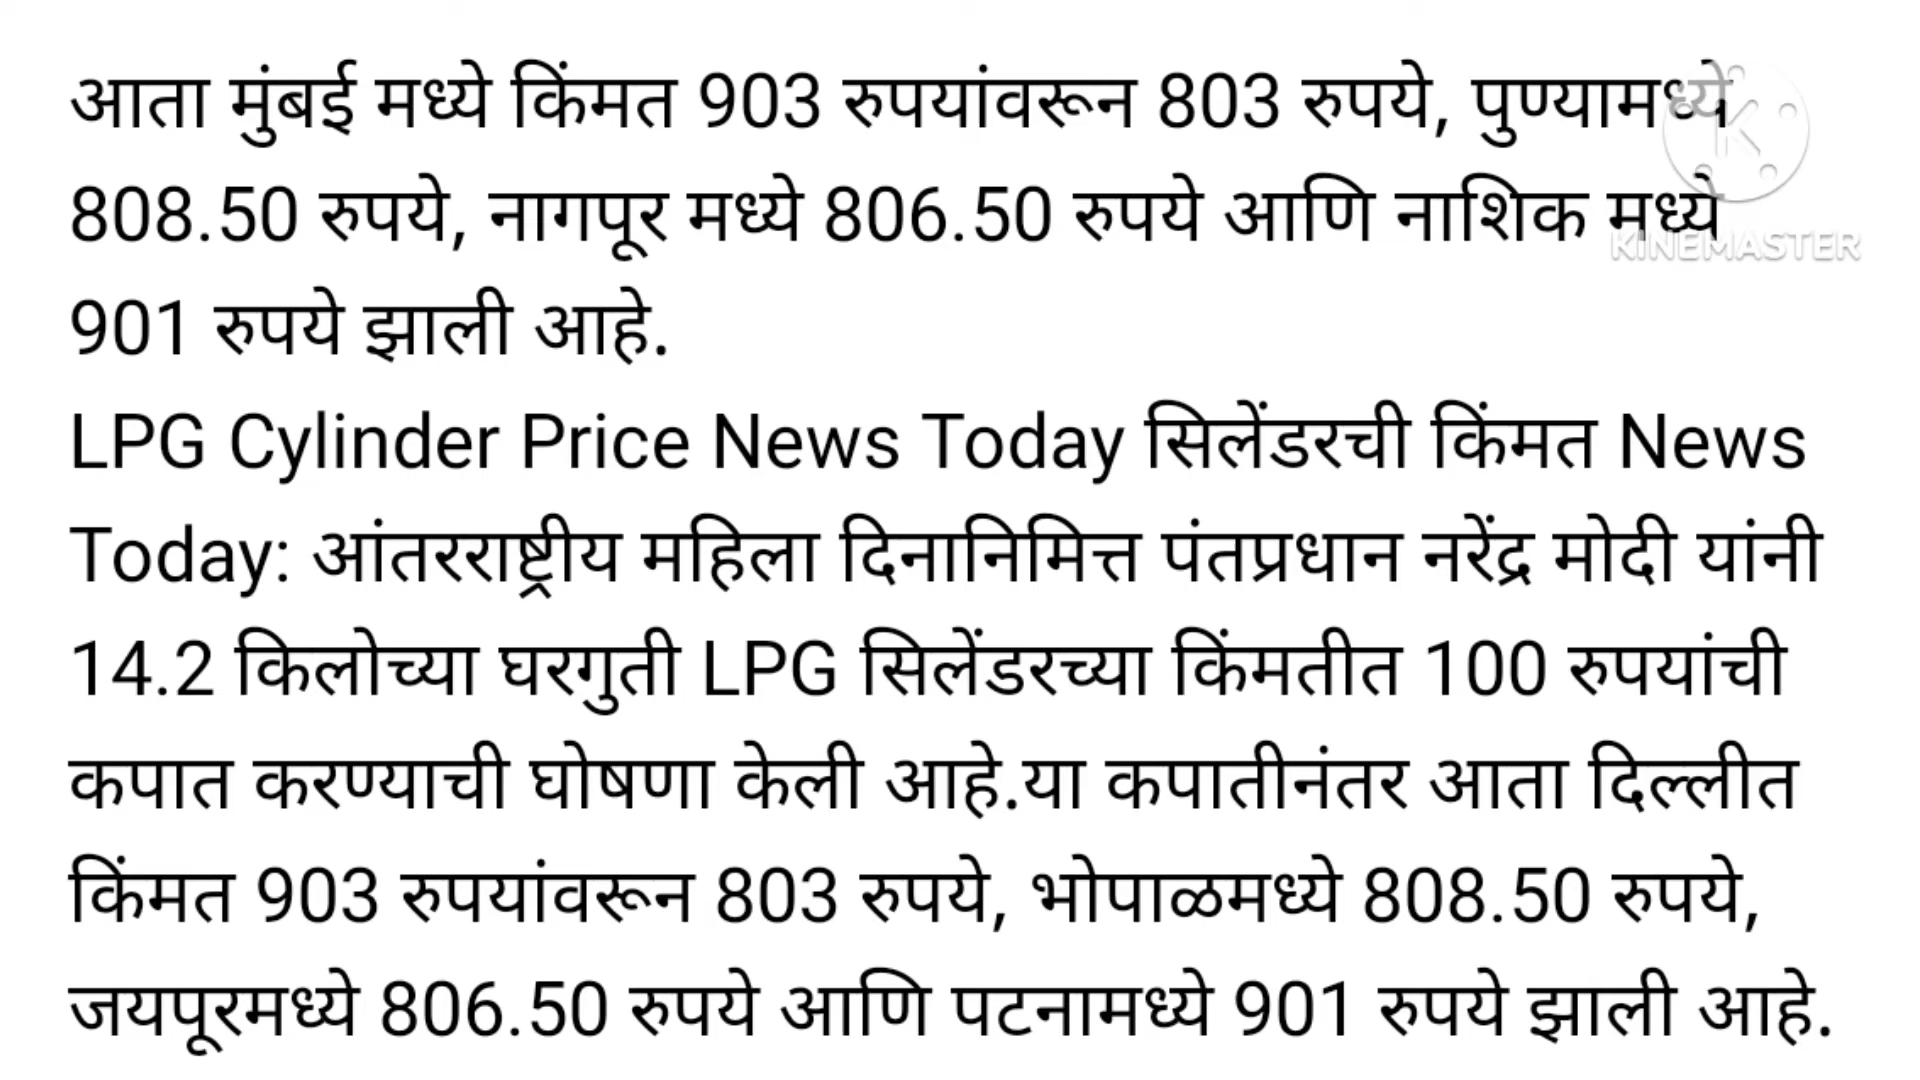 आता मुंबई मध्ये किंमत 903 रुपयांवरून 803 रुपये, पुण्यामध्ये
808.50 रुपये, नागपूर मध्ये 806.50 रुपये आणि नाशिक मध्ये
KINEMASTER
901 रुपये झाली आहे.
LPG Cylinder Price News Today सिलेंडरची किंमत News
Today: आंतरराष्ट्रीय महिला दिनानिमित्त पंतप्रधान नरेंद्र मोदी यांनी
14.2 किलोच्या घरगुती LPG सिलेंडरच्या किंमतीत 100 रुपयांची
कपात करण्याची घोषणा केली आहे.या कपातीनंतर आता दिल्लीत
किंमत 903 रुपयांवरून 803 रुपये, भोपाळमध्ये 808.50 रुपये,
जयपूरमध्ये 806.50 रुपये आणि पटनामध्ये 901 रुपये झाली आहे.